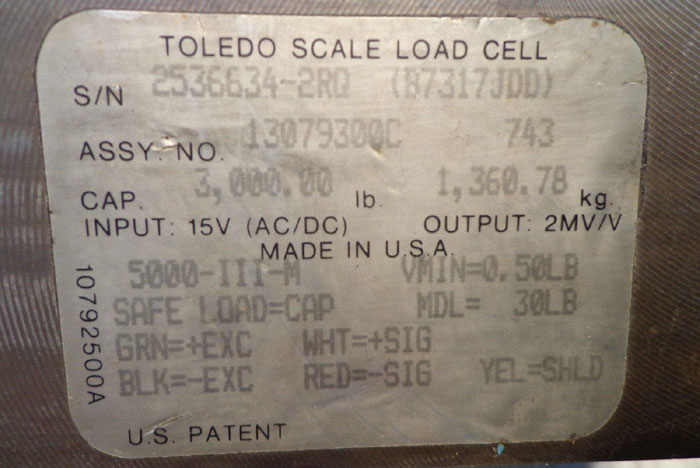 TOLEDO SCALE LOAD CELL
S/N 2536634-2RQ (B7317JDD)
ASSY. NO. 13079300C 743
CAP. 3,000.00 lb. 1,360.78 kg.
INPUT: 15V (AC/DC) OUTPUT: 2MV/V
MADE IN U.S.A.
5000-III-M VMIN=0.50LB
SAFE LOAD=CAP MDL= 30LB
GRN=+EXC WHT=+SIG
BLK=-EXC RED=-SIG YEL=SHLD
U.S. PATENT
10792500A